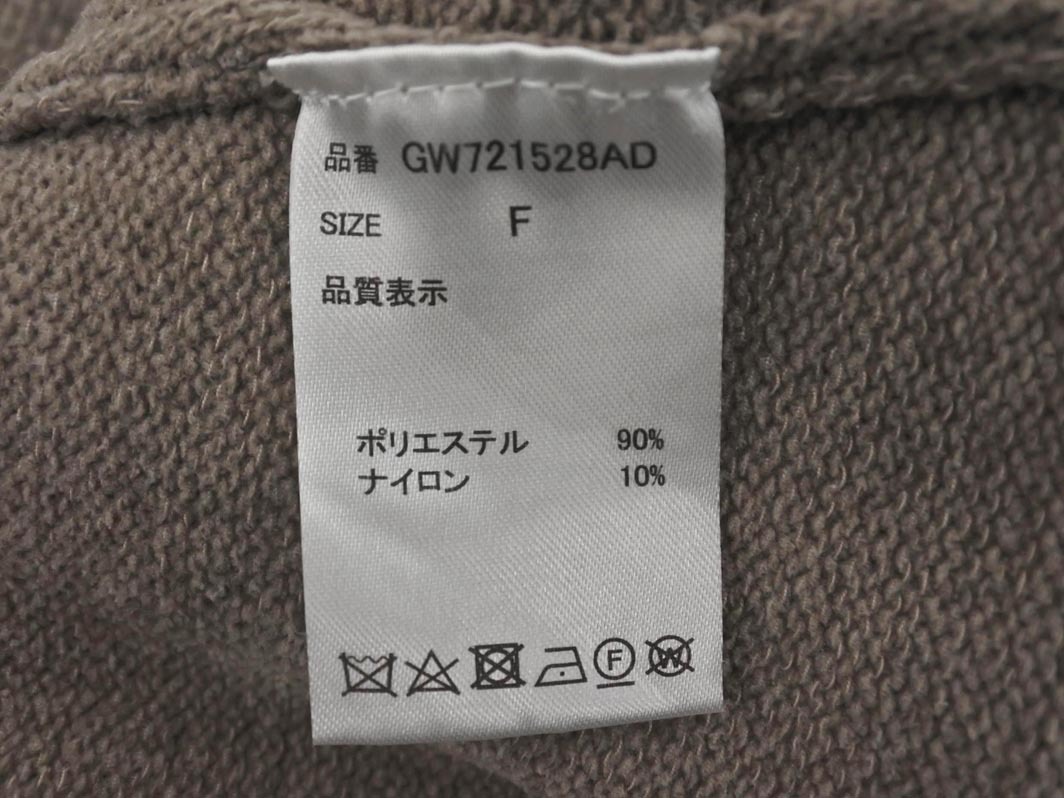 品番 GW721528AD
SIZE F
品質表示
ポリエステル 90%
ナイロン 10%
F W